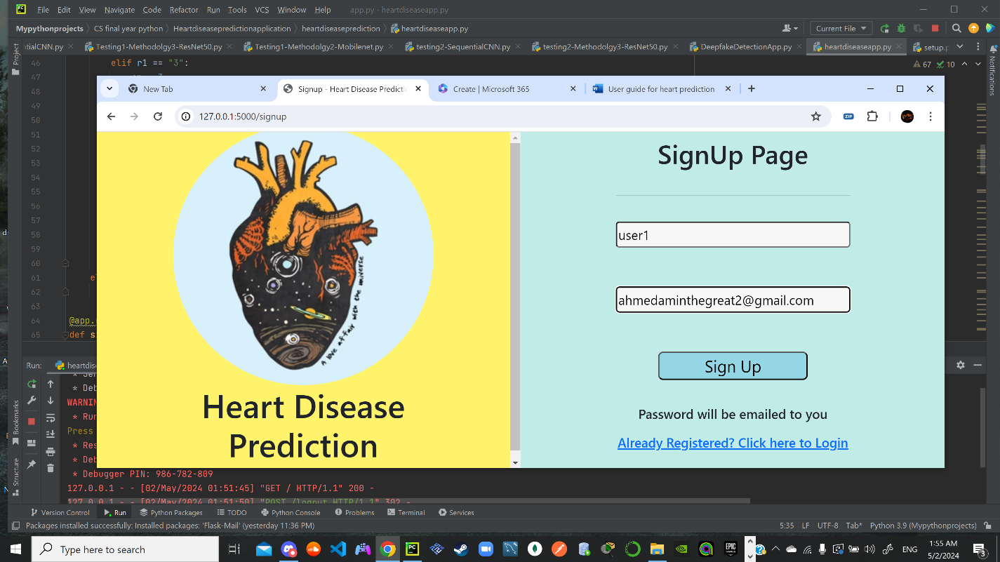 File Edit View Navigate Code Refactor Run Tools VCS Window Help app.py - heartdiseaseapp.py
Mypythonprojects CS final year python Heartdiseasepredictionapplication heartdiseaseprediction heartdiseaseapp.py Current File
ntialCNN.py Testing1-Methodolgy3-ResNet50.py Testing1-Methodolgy2-Mobilenet.py testing2-SequentialCNN.py testing2-Methodology3-ResNet50.py DeepfakeDetectionApp.py heartdiseaseapp.py setup.p
Project
Notifications
46 elif r1 == "3":
67 10
47
48
49
50
51
52
53
54
55
56
57
58
59
60
61
62
63
64 @app.
65 def s
New Tab
Signup - Heart Disease Predicti
Create | Microsoft 365
User guide for heart prediction
127.0.0.1:5000/signup
ZIP
A love affair with the universe
Heart Disease
Prediction
SignUp Page
user1
ahmedaminthegreat2@gmail.com
Sign Up
Password will be emailed to you
Already Registered? Click here to Login
Run: heartdise
* Deb
WARNIN
* Run
Press
* Res
* Deb
* Debugger PIN: 986-782-809
127.0.0.1 - - [02/May/2024 01:51:45] "GET / HTTP/1.1" 200 -
127.0.0.1 - - [02/May/2024 01:51:50] "POST /logout HTTP/1.1" 302 -
Bookmarks
Structure
Version Control Run Python Packages TODO Python Console Problems Terminal Services
Packages installed successfully: Installed packages: 'Flask-Mail' (yesterday 11:36 PM) 5:35 LF UTF-8 Tab* Python 3.9 (Mypythonprojects)
Type here to search
EPIC GAMES
ENG
1:55 AM
5/2/2024
3